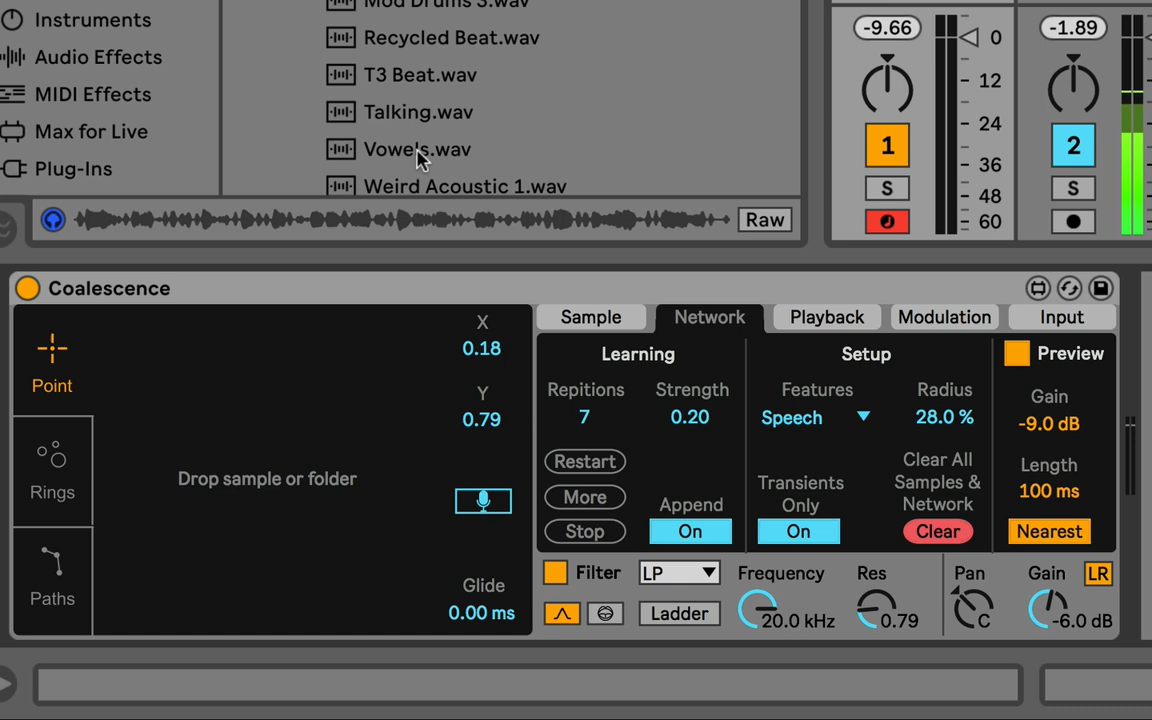 Instruments
Audio Effects
MIDI Effects
Max for Live
Plug-Ins
Mod Drums 3.wav
Recycled Beat.wav
T3 Beat.wav
Talking.wav
Vowels.wav
Weird Acoustic 1.wav
Raw
-9.66
0
12
24
36
48
60
1
S
-1.89
2
S
Coalescence
Point
Rings
Paths
Drop sample or folder
X
0.18
Y
0.79
Glide
0.00 ms
Sample
Network
Playback
Modulation
Input
Learning
Repitions
7
Strength
0.20
Restart
More
Stop
Append
On
Setup
Features
Speech
Radius
28.0 %
Transients
Only
On
Clear All
Samples &
Network
Clear
Preview
Gain
-9.0 dB
Length
100 ms
Nearest
Filter
LP
Ladder
Frequency
20.0 kHz
Res
0.79
Pan
C
Gain
LR
-6.0 dB